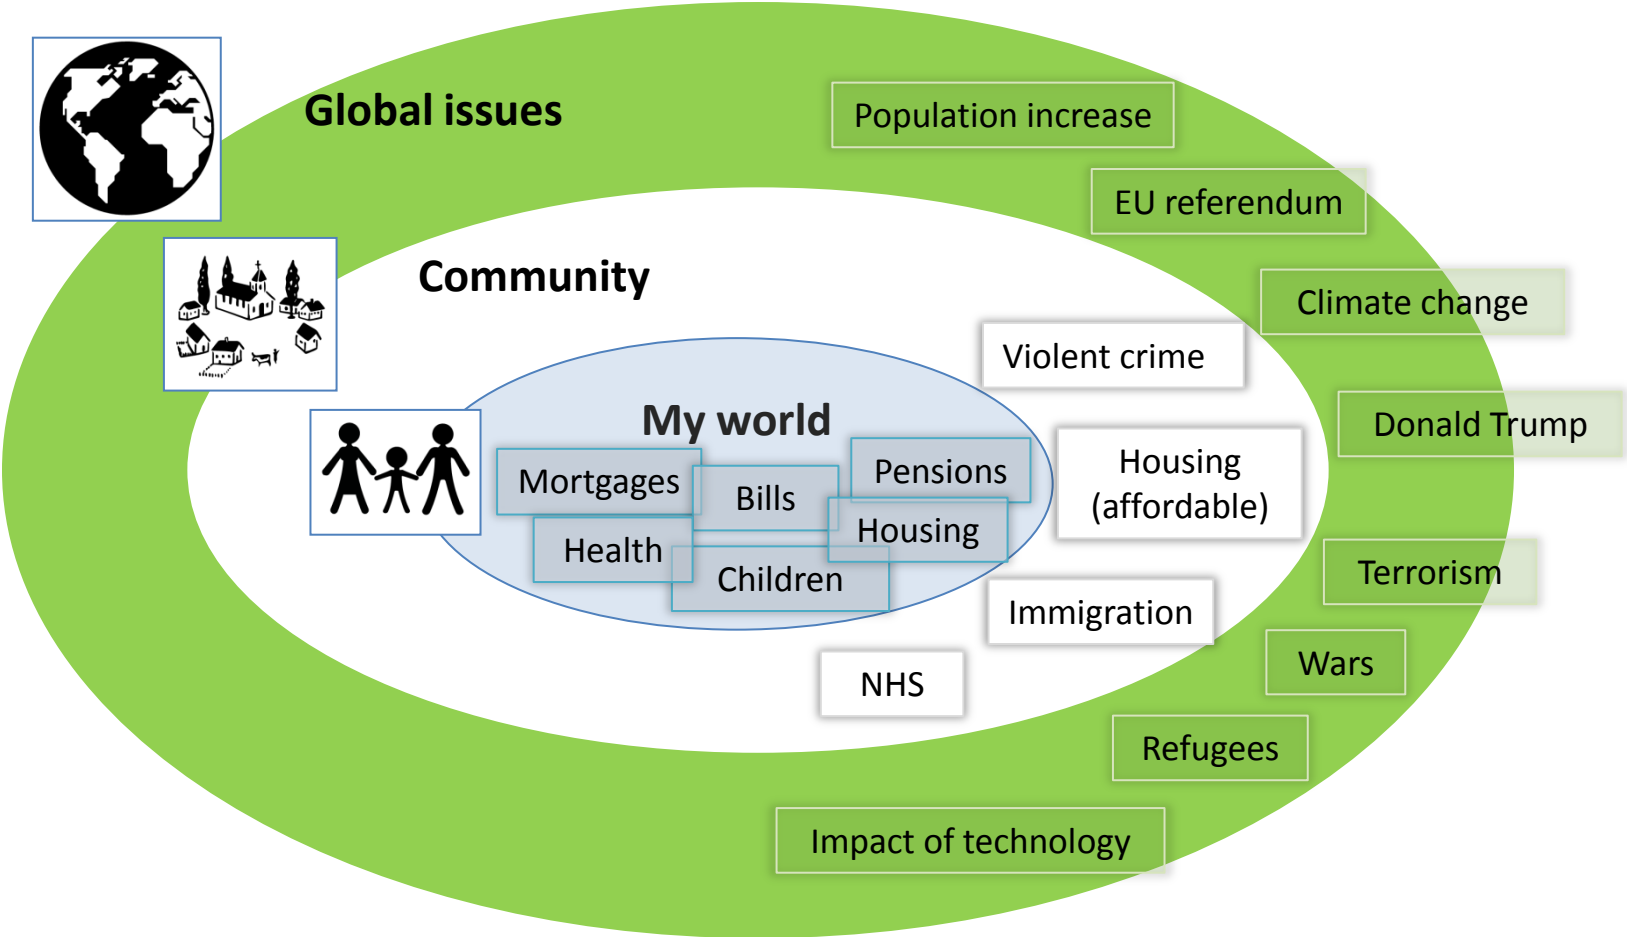 Global issues
Population increase
EU referendum
Community
Climate change
Violent crime
My world
Donald Trump
Mortgages
Bills
Pensions
Housing
(affordable)
Health
Housing
Children
Terrorism
Immigration
Wars
NHS
Refugees
Impact of technology